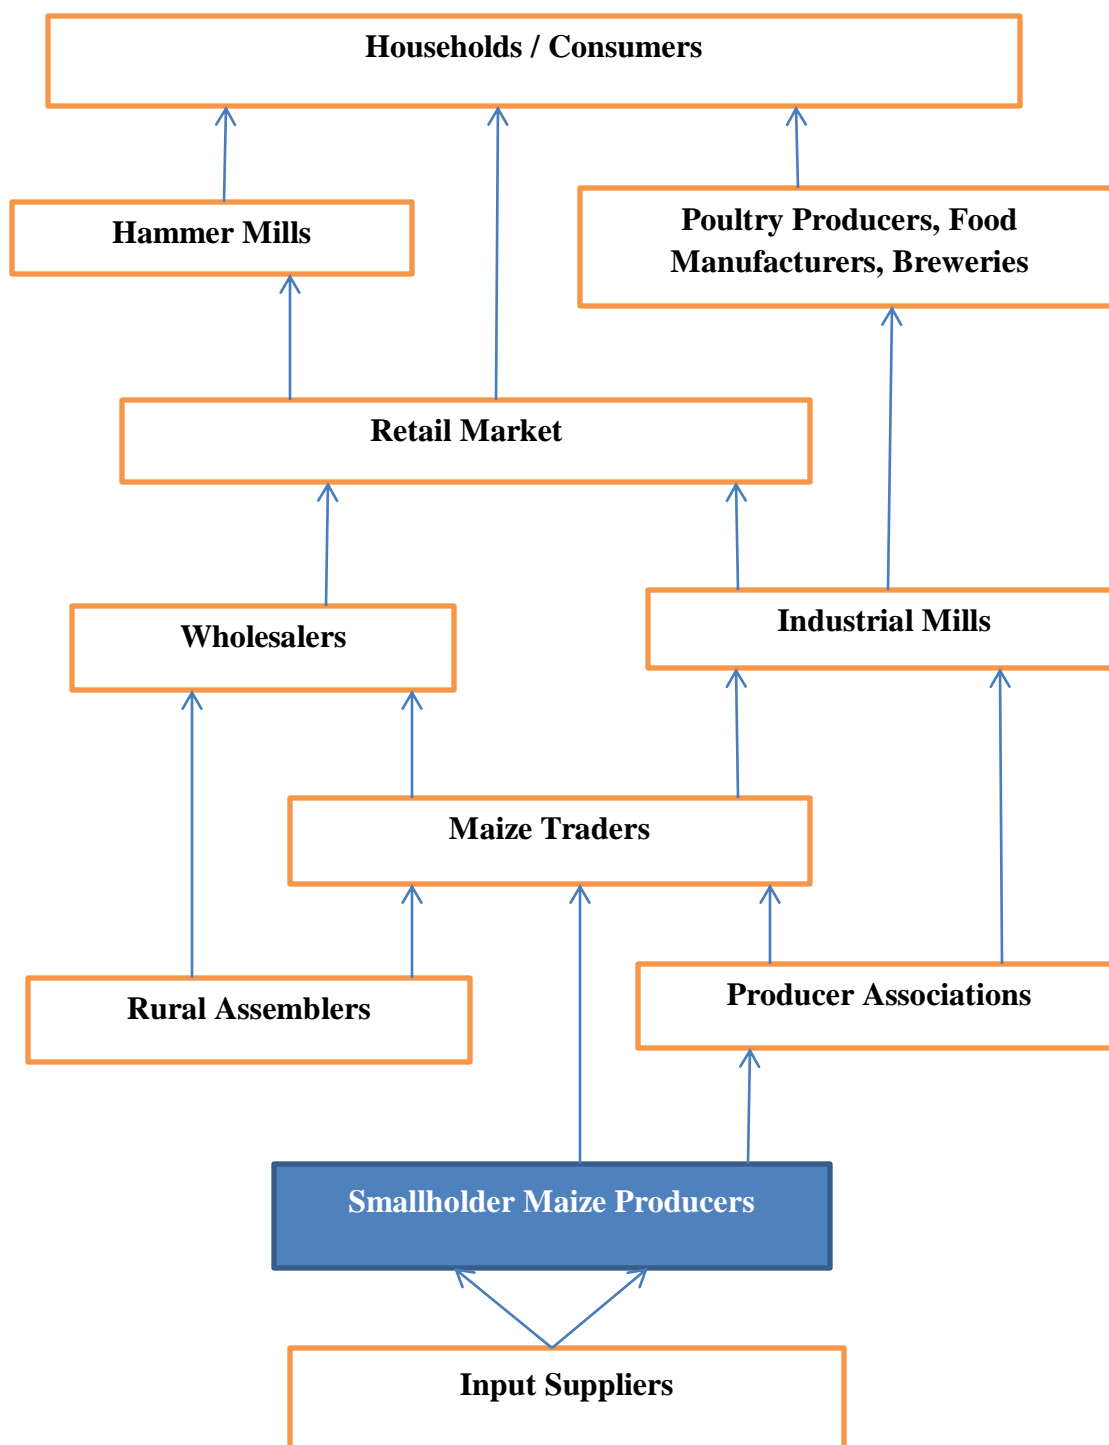 Households / Consumers
Hammer Mills
Poultry Producers, Food
Manufacturers, Breweries
Retail Market
Wholesalers
Industrial Mills
Maize Traders
Rural Assemblers
Producer Associations
Smallholder Maize Producers
Input Suppliers